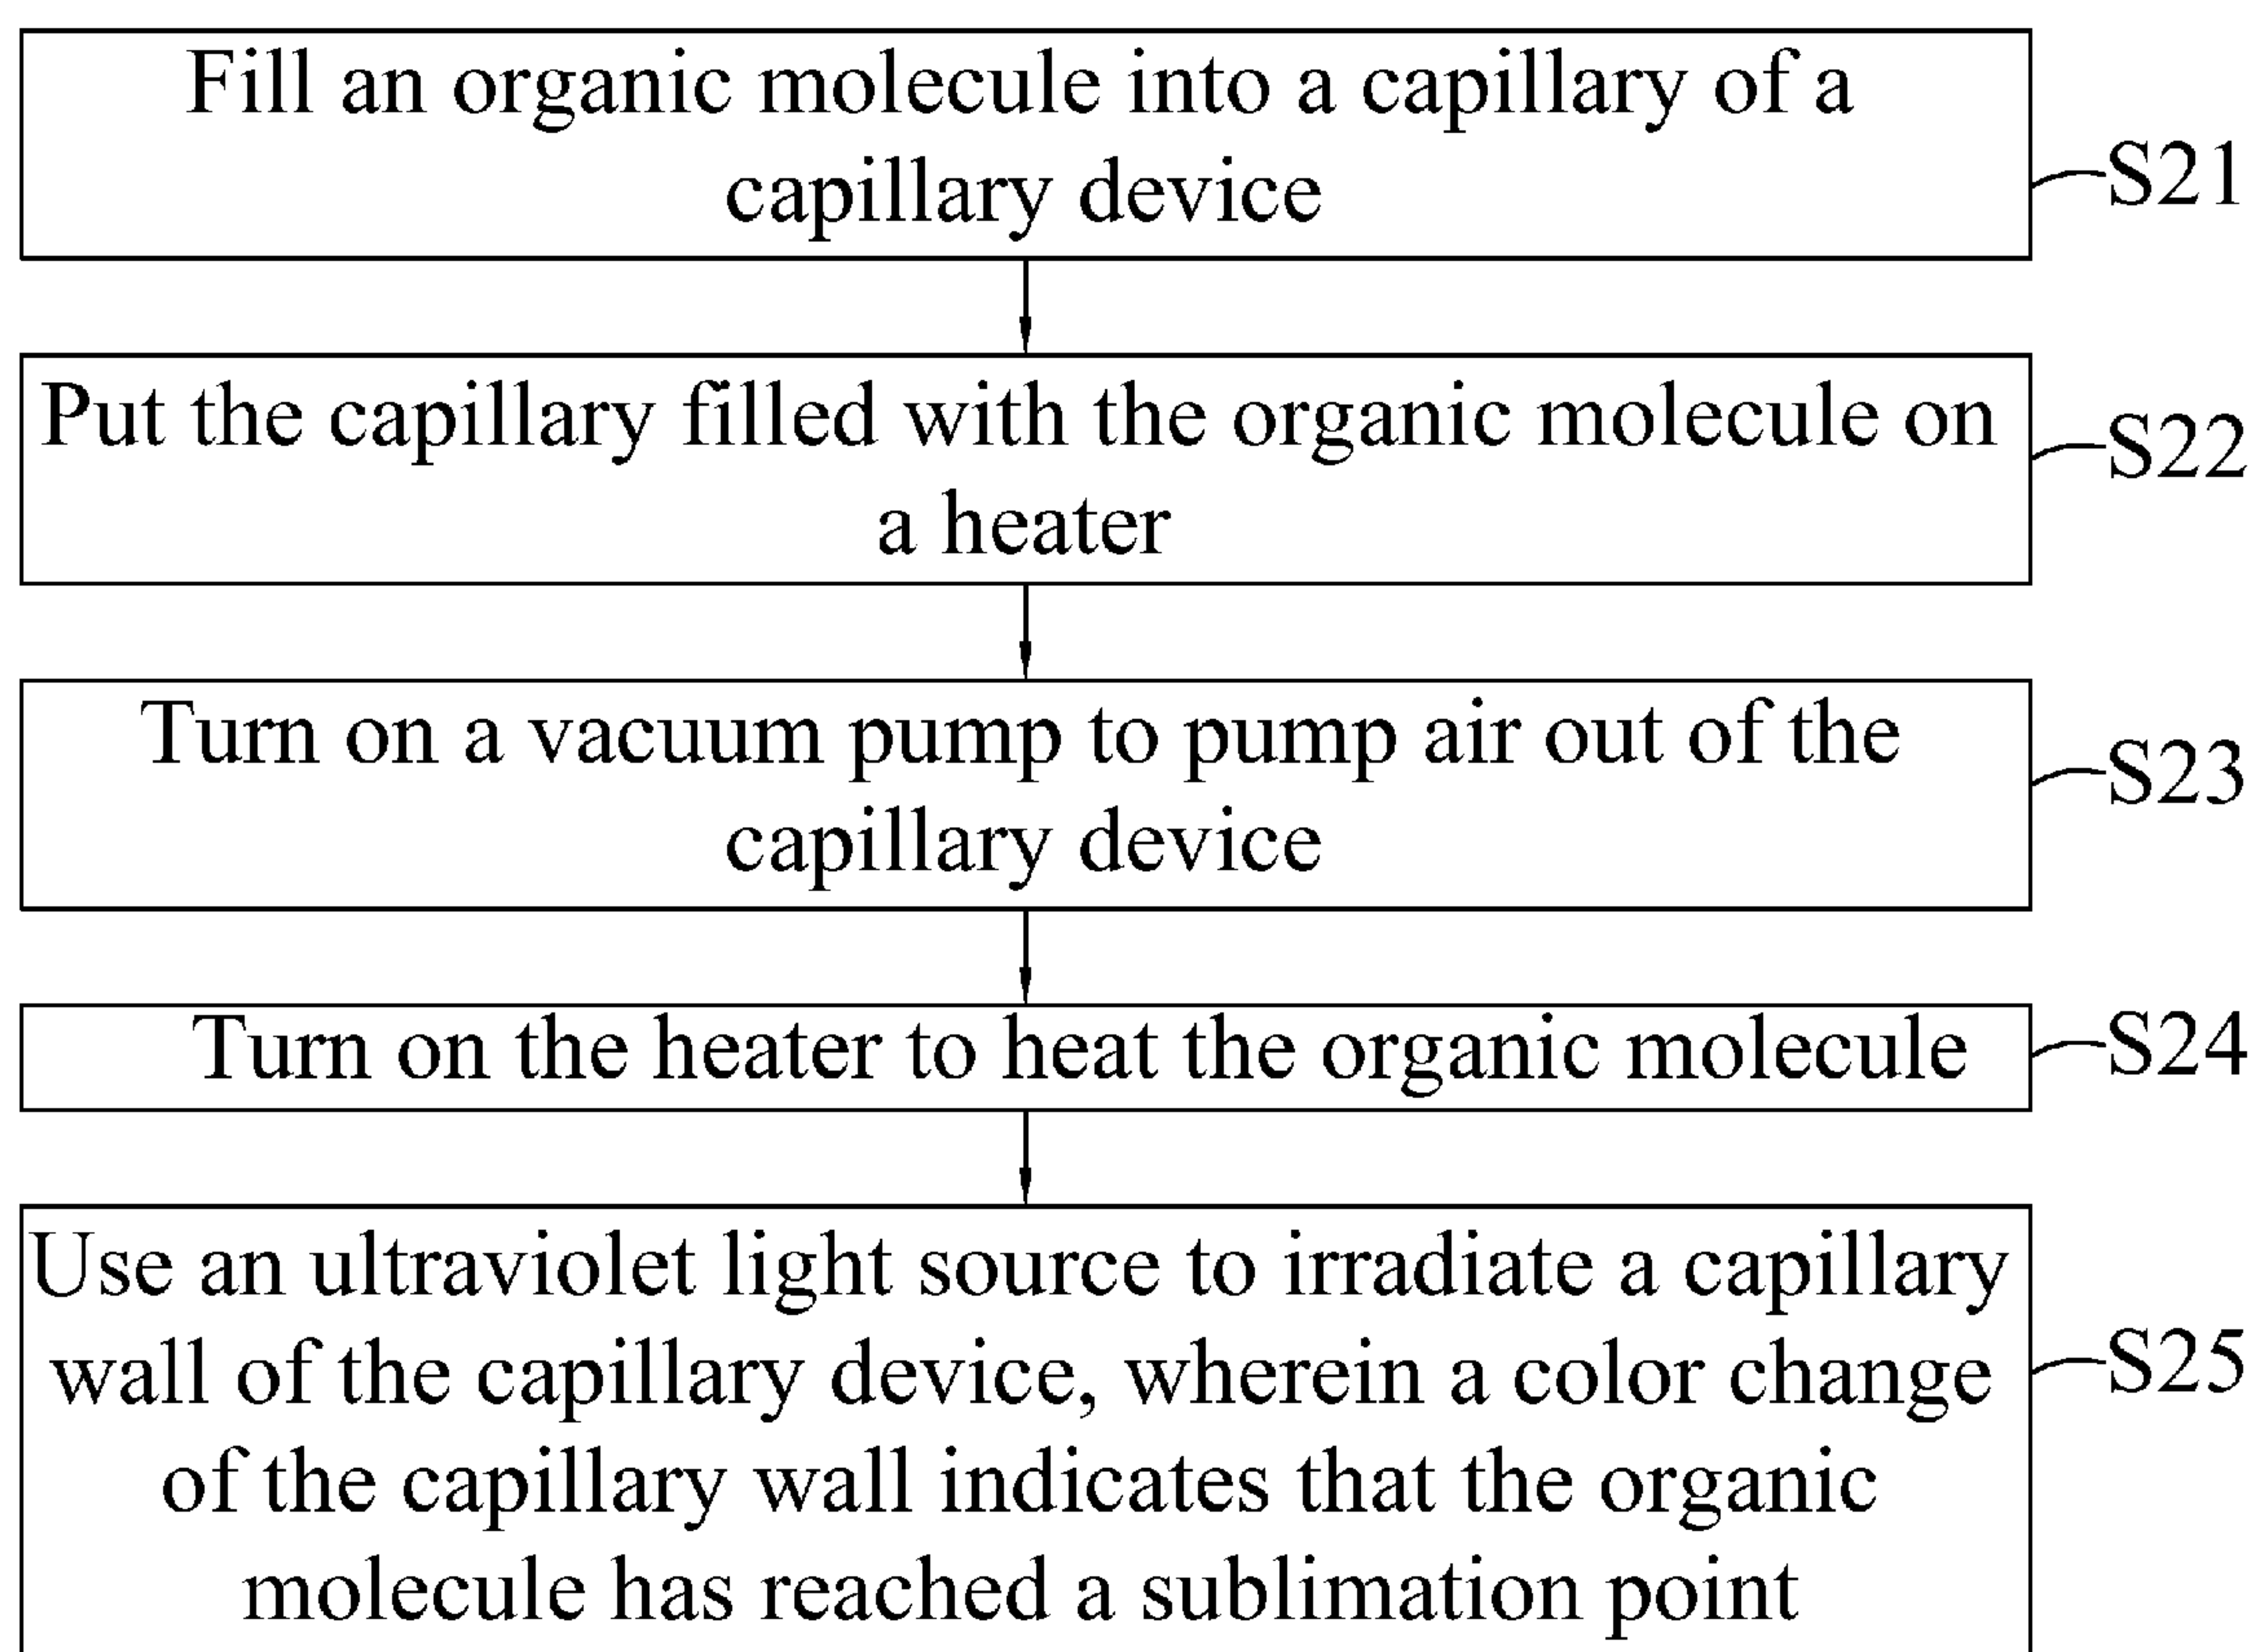 Fill an organic molecule into a capillary of a
capillary device
S21
Put the capillary filled with the organic molecule on
a heater
S22
Turn on a vacuum pump to pump air out of the
capillary device
S23
Turn on the heater to heat the organic molecule
S24
Use an ultraviolet light source to irradiate a capillary
wall of the capillary device, wherein a color change
of the capillary wall indicates that the organic
molecule has reached a sublimation point
S25